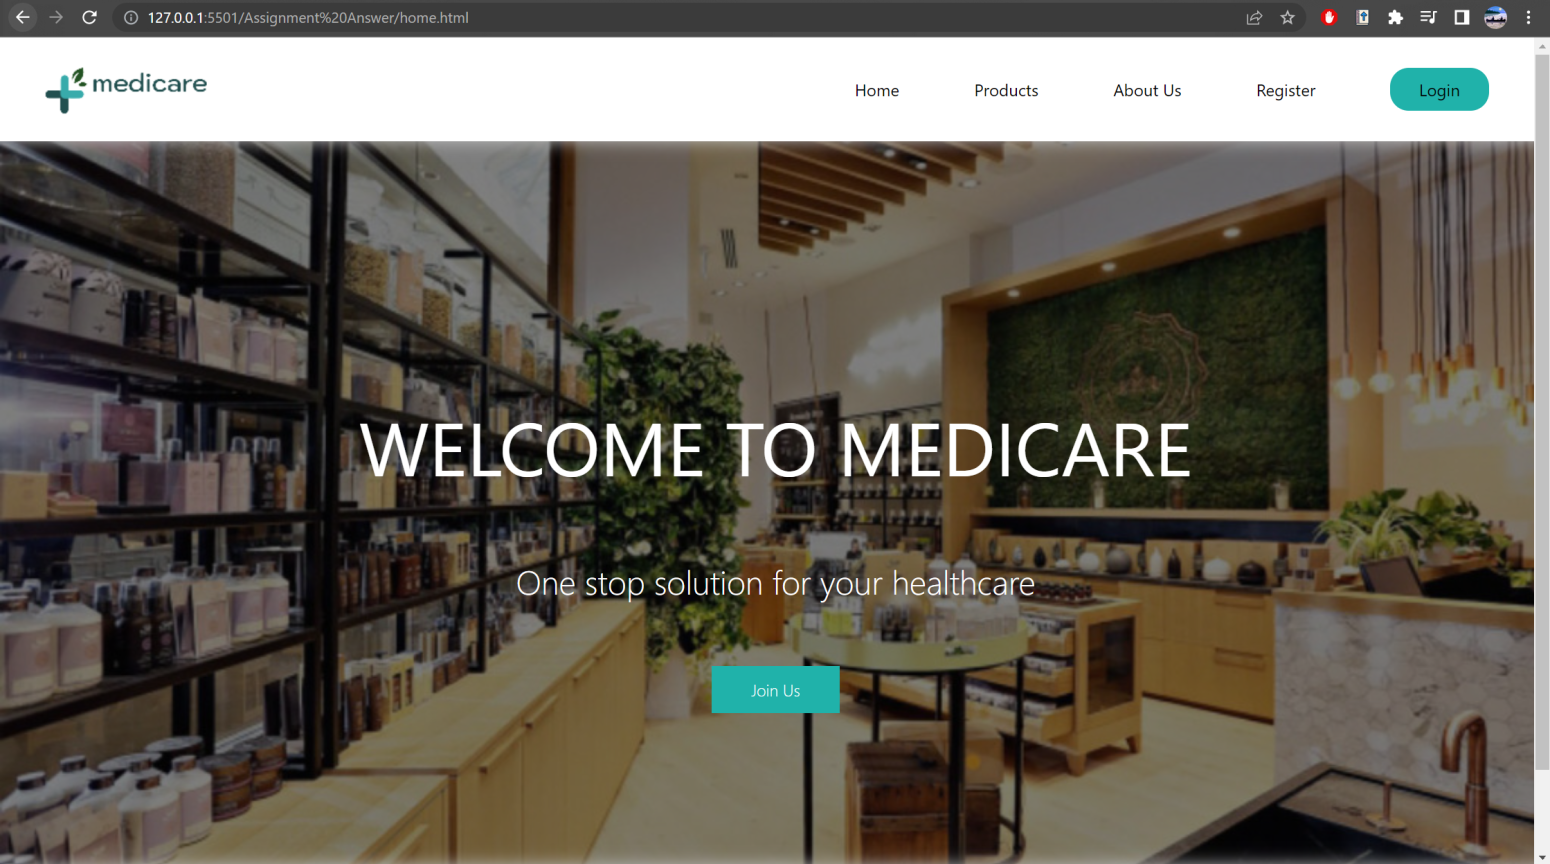 127.0.0.1:5501/Assignment%20Answer/home.html
medicare
Home
Products
About Us
Register
Login
WELCOME TO MEDICARE
One stop solution for your healthcare
Join Us